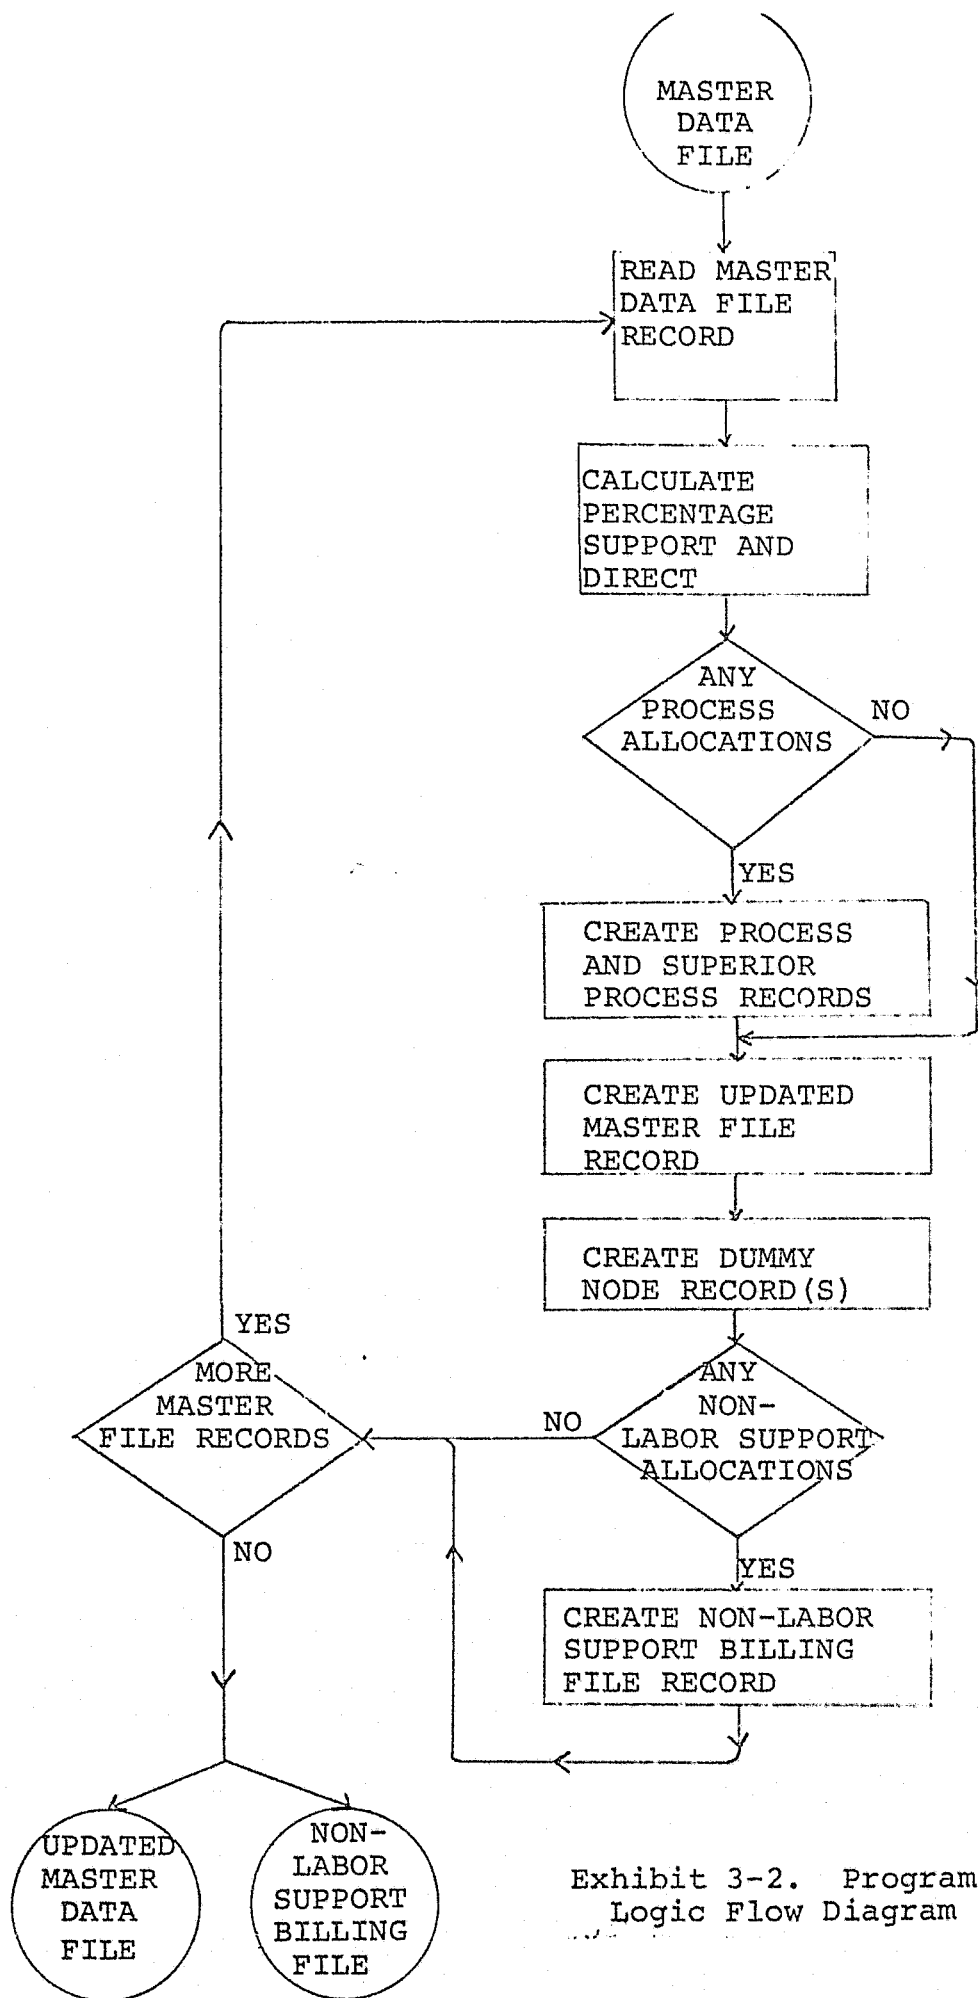 MASTER
DATA
FILE
READ MASTER
DATA FILE
RECORD
CALCULATE
PERCENTAGE
SUPPORT AND
DIRECT
ANY
PROCESS
ALLOCATIONS
NO
YES
CREATE PROCESS
AND SUPERIOR
PROCESS RECORDS
CREATE UPDATED
MASTER FILE
RECORD
CREATE DUMMY
NODE RECORD(S)
ANY
NON-
LABOR SUPPORT
ALLOCATIONS
NO
YES
CREATE NON-LABOR
SUPPORT BILLING
FILE RECORD
YES
MORE
MASTER
FILE RECORDS
NO
UPDATED
MASTER
DATA
FILE
NON-
LABOR
SUPPORT
BILLING
FILE
Exhibit 3-2. Program
Logic Flow Diagram